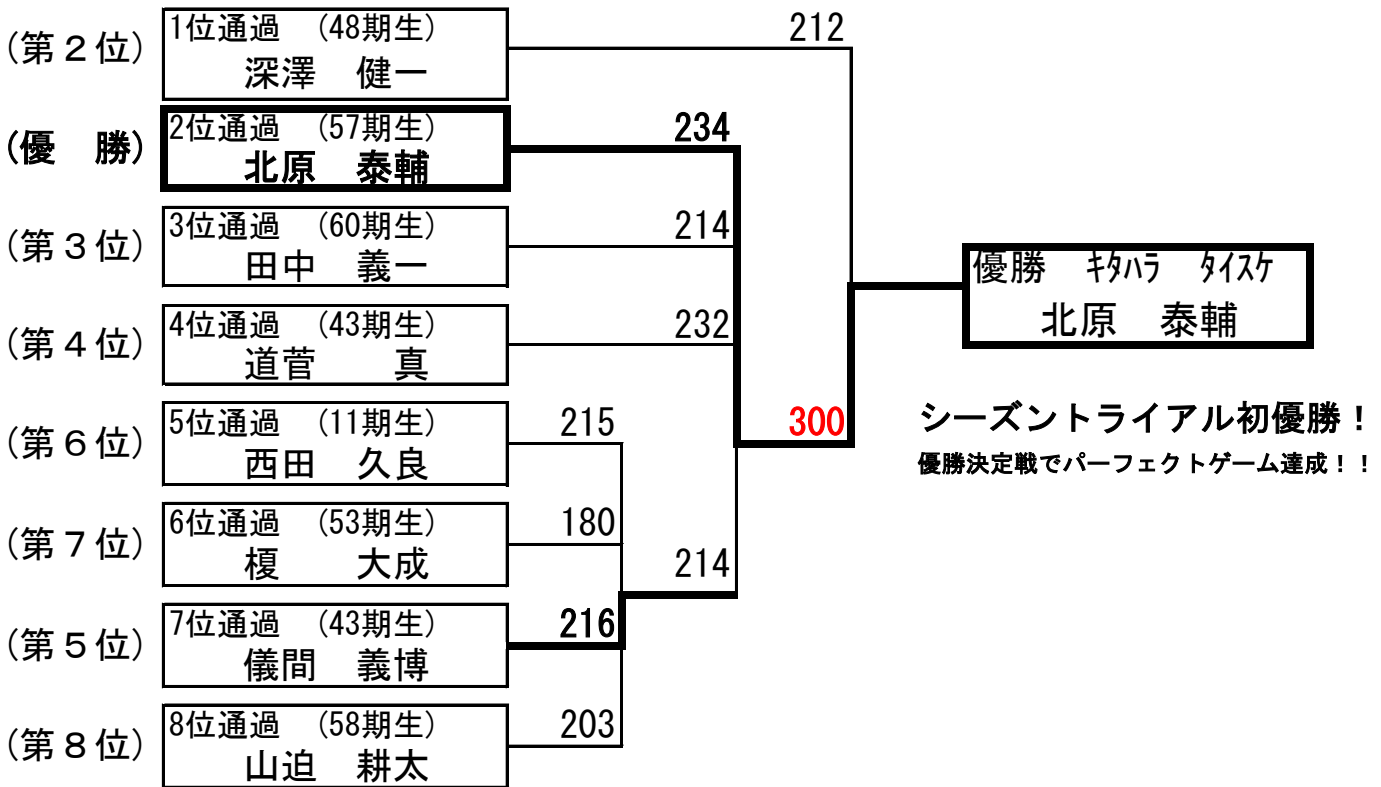 (第２位)
1位通過　(48期生)
深澤　健一
212
(優　勝)
2位通過　(57期生)
北原　泰輔
234
(第３位)
3位通過　(60期生)
田中　義一
214
(第４位)
4位通過　(43期生)
道菅　　真
232
優勝　ｷﾀﾊﾗ　ﾀｲｽｹ
北原　泰輔
300
シーズントライアル初優勝！
優勝決定戦でパーフェクトゲーム達成！！
(第６位)
5位通過　(11期生)
西田　久良
215
(第７位)
6位通過　(53期生)
榎　　大成
180
214
(第５位)
7位通過　(43期生)
儀間　義博
216
(第８位)
8位通過　(58期生)
山迫　耕太
203